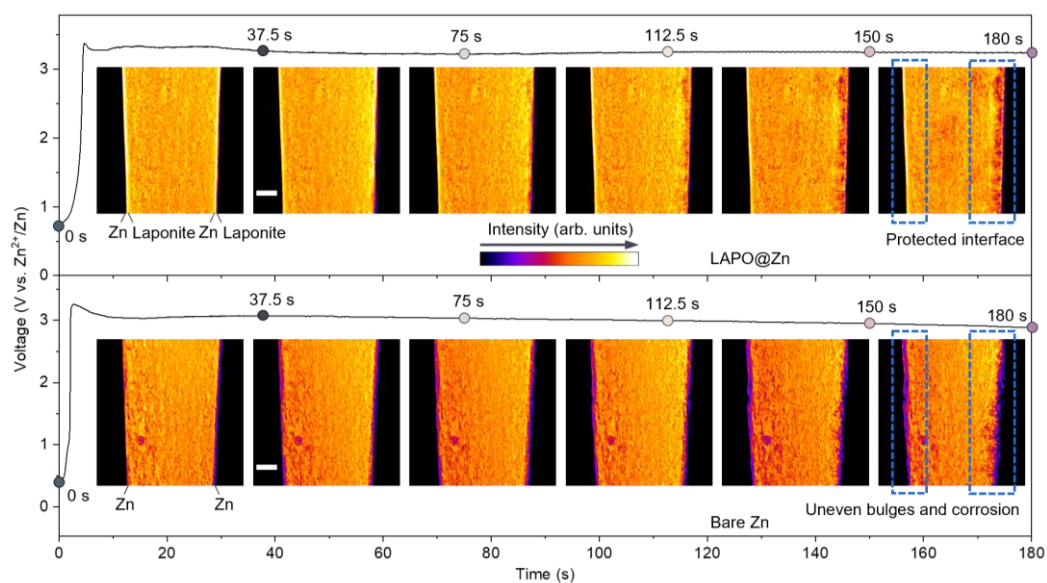 Voltage (V vs. Zn²⁺/Zn)
3
2
1
0
0 s
37.5 s
75 s
112.5 s
150 s
180 s
Zn Laponite
Zn Laponite
Intensity (arb. units)
LAPO@Zn
Protected interface
3
2
1
0
0 s
37.5 s
75 s
112.5 s
150 s
180 s
Zn
Zn
Bare Zn
Uneven bulges and corrosion
0
20
40
60
80
100
120
140
160
180
Time (s)